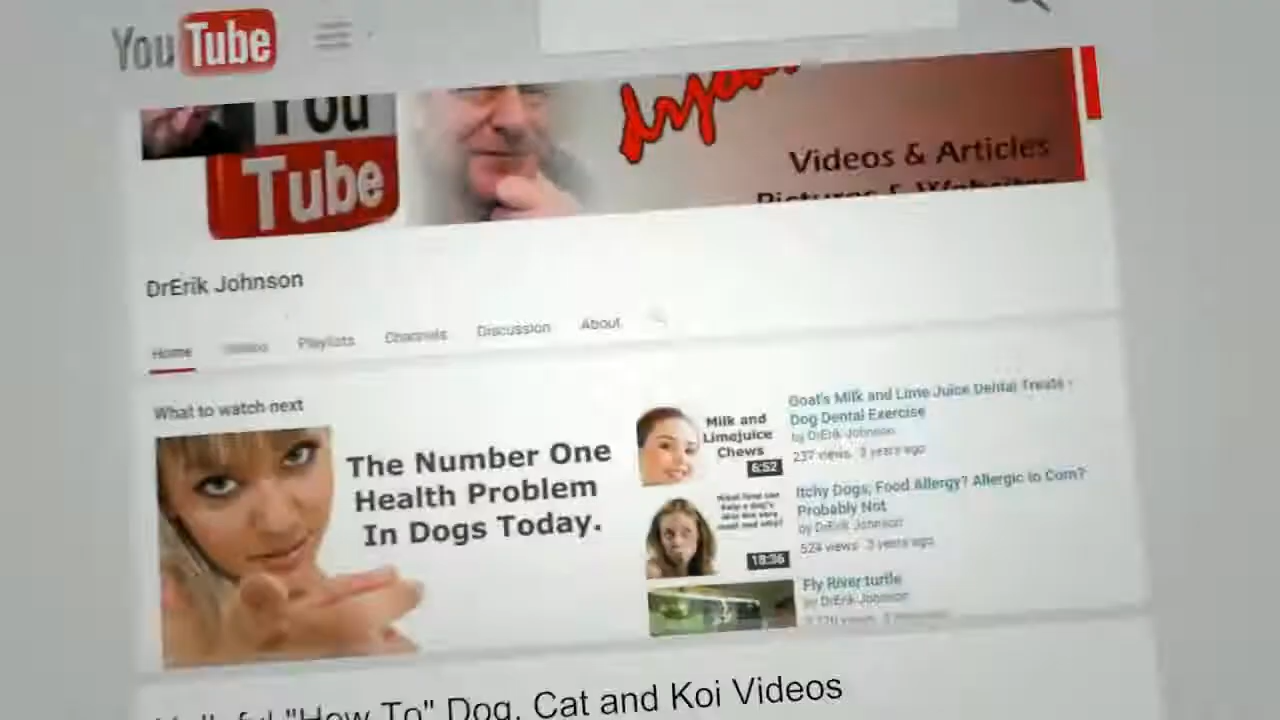 YouTube
You
Tube
Videos & Articles
Pictures & Websites
DrErik Johnson
Home Videos Playlists Channels Discussion About
What to watch next
The Number One
Health Problem
In Dogs Today.
Milk and
Limejuice
Chews
6:52
Goat's Milk and Lime Juice Dental Treats -
Dog Dental Exercise
by DrErik Johnson
237 views 3 years ago
18:36
Itchy Dogs, Food Allergy? Allergic to Corn?
Probably Not
by DrErik Johnson
524 views 3 years ago
Fly River turtle
by DrErik Johnson
"How To" Dog, Cat and Koi Videos